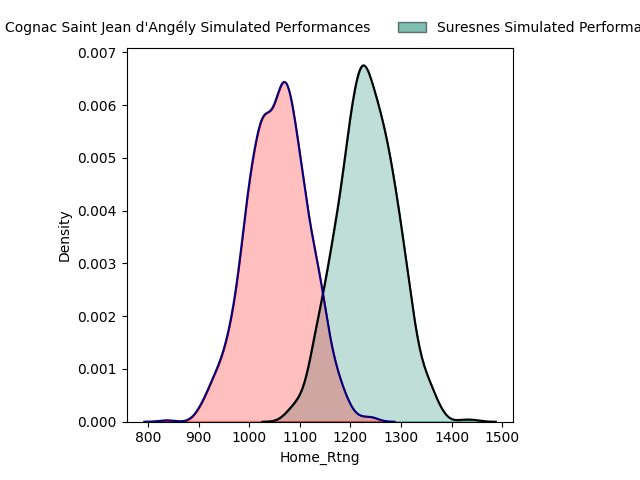 Cognac Saint Jean d'Angély Simulated Performances
Suresnes Simulated
0.007
0.006
0.005
0.004
0.003
0.002
0.001
0.000
Density
800 900 1000 1100 1200 1300 1400 1500
Home_Rtng